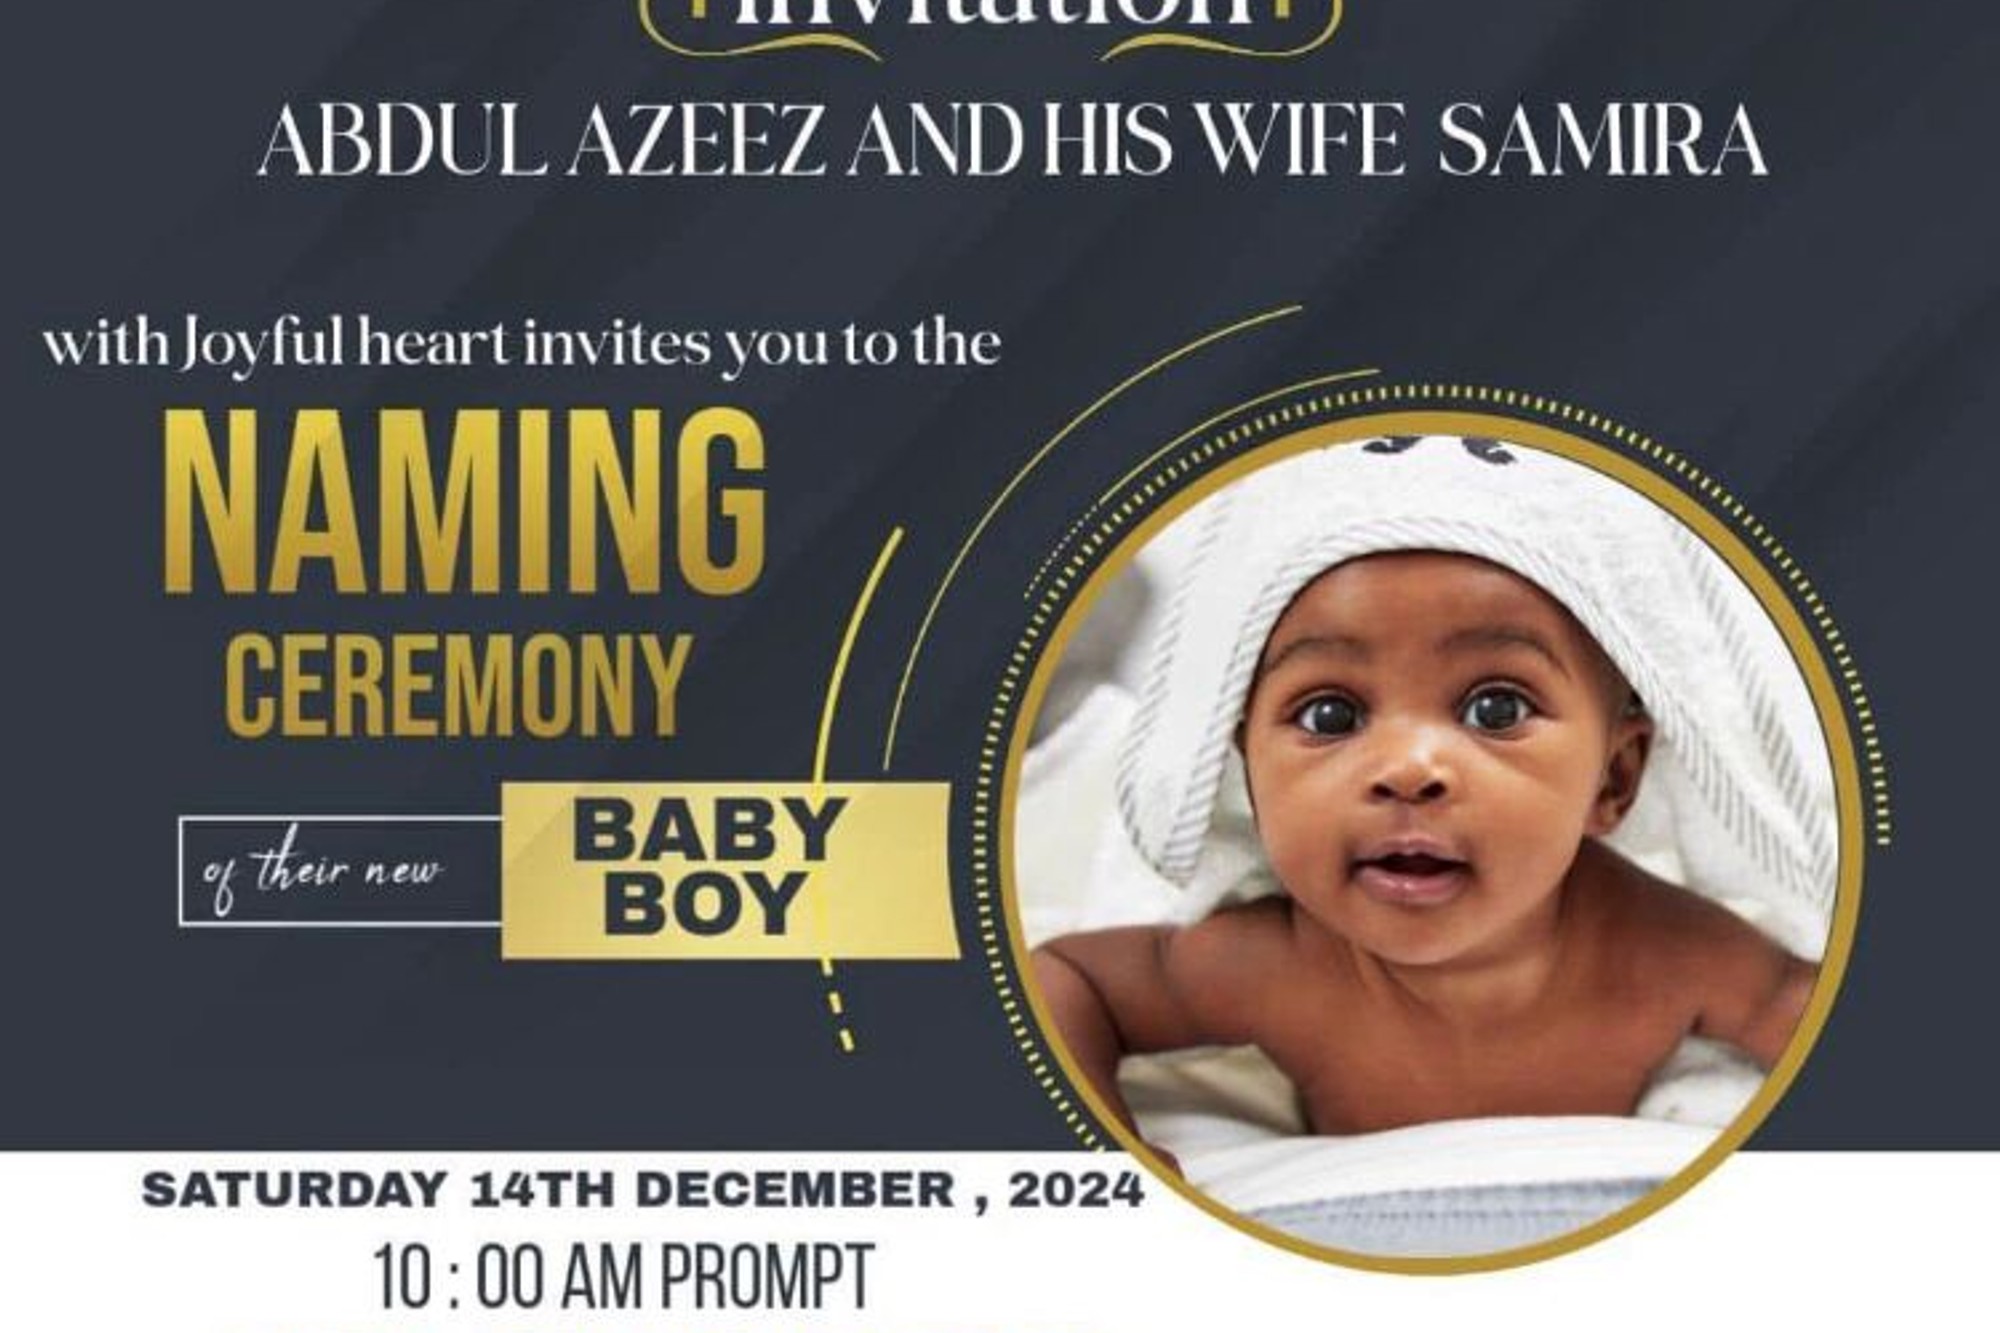 Invitation
ABDUL AZEEZ AND HIS WIFE SAMIRA
with Joyful heart invites you to the
NAMING
CEREMONY
of their new
BABY
BOY
SATURDAY 14TH DECEMBER , 2024
10 : 00 AM PROMPT